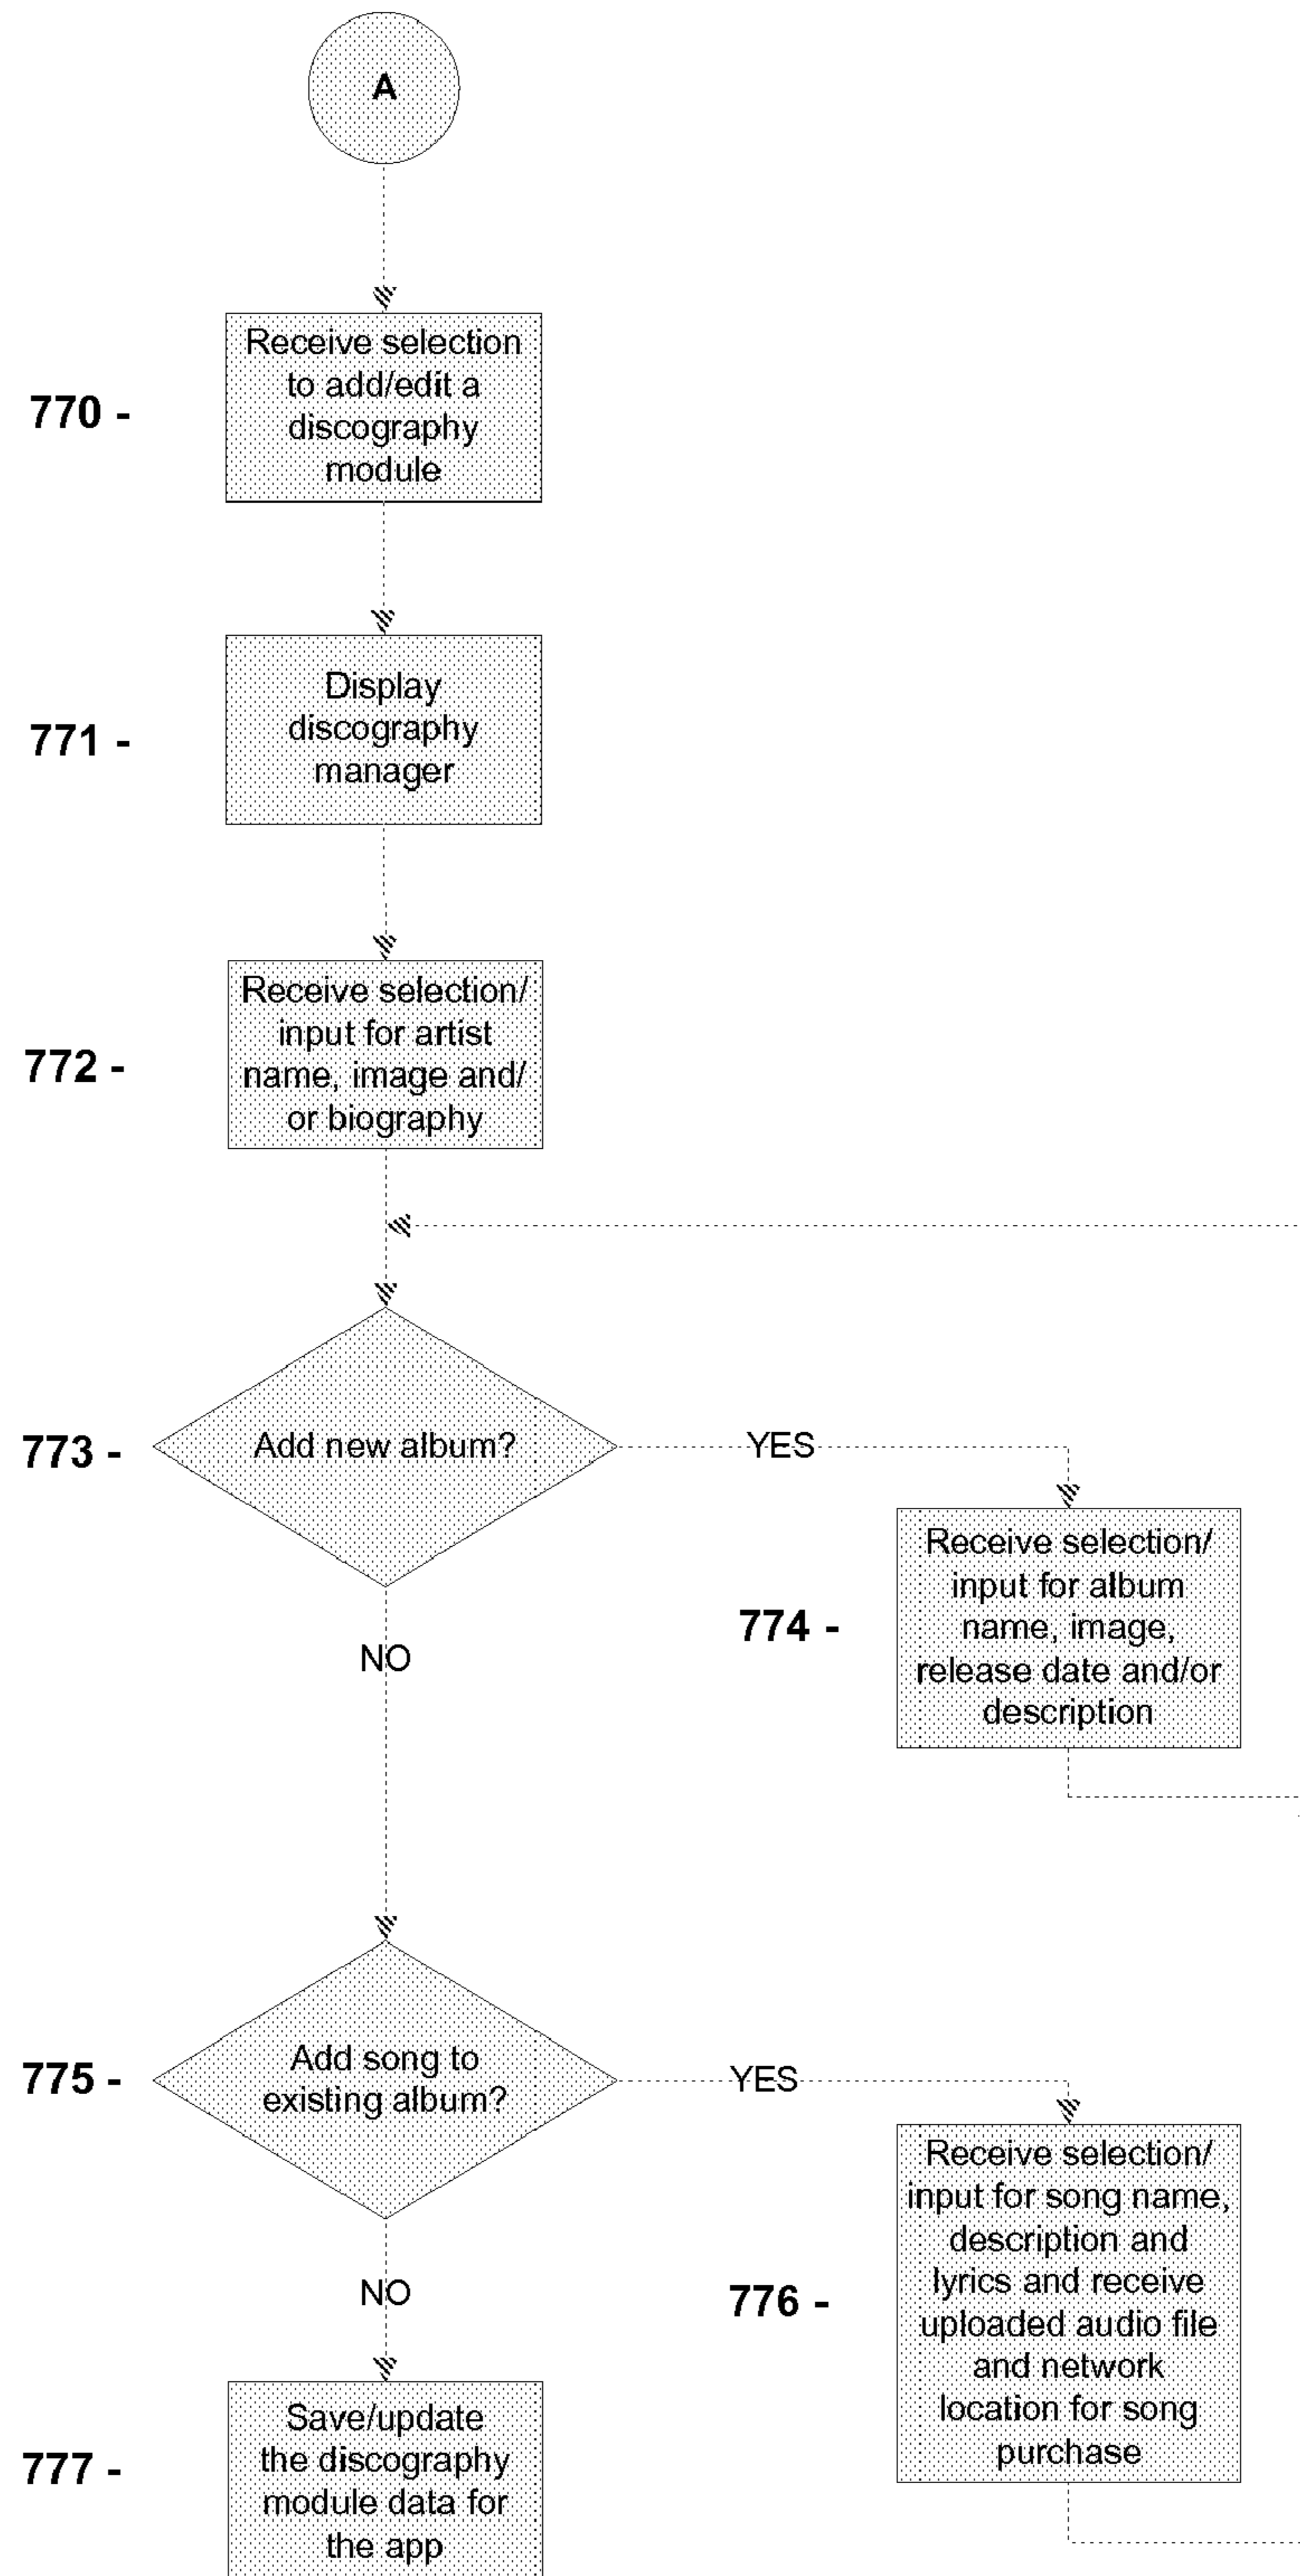 A
770 -
Receive selection
to add/edit a
discography
module
771 -
Display
discography
manager
772 -
Receive selection/
input for artist
name, image and/
or biography
773 -
Add new album?
YES
774 -
Receive selection/
input for album
name, image,
release date and/or
description
NO
775 -
Add song to
existing album?
YES
776 -
Receive selection/
input for song name,
description and
lyrics and receive
uploaded audio file
and network
location for song
purchase
NO
777 -
Save/update
the discography
module data for
the app